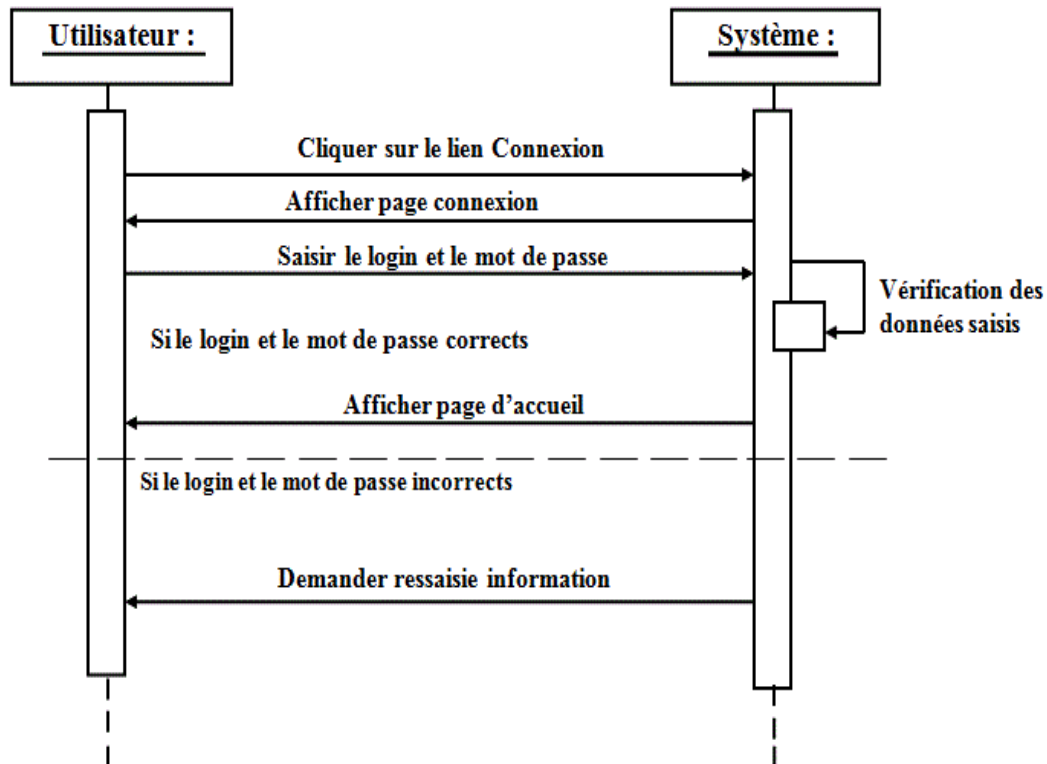 Utilisateur :
Système :
Cliquer sur le lien Connexion
Afficher page connexion
Saisir le login et le mot de passe
Vérification des
données saisis
Si le login et le mot de passe corrects
Afficher page d’accueil
Si le login et le mot de passe incorrects
Demander ressaisie information